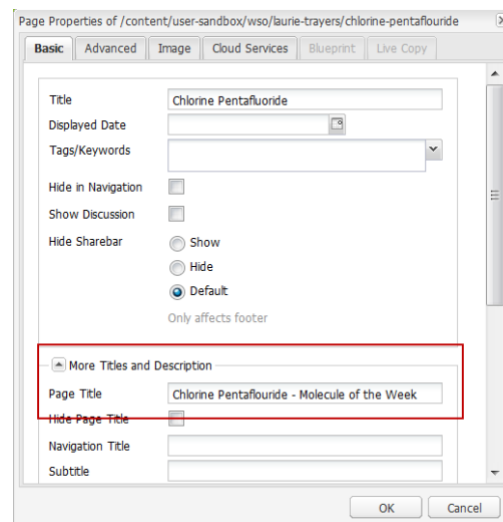 Page Properties of /content/user-sandbox/wso/laurie-trayers/chlorine-pentaflouride
Basic Advanced Image Cloud Services Blueprint Live Copy
Title Chlorine Pentafluoride
Displayed Date
Tags/Keywords
Hide in Navigation
Show Discussion
Hide Sharebar Show
Hide
Default
Only affects footer
More Titles and Description
Page Title Chlorine Pentaflouride - Molecule of the Week
Hide Page Title
Navigation Title
Subtitle
OK Cancel